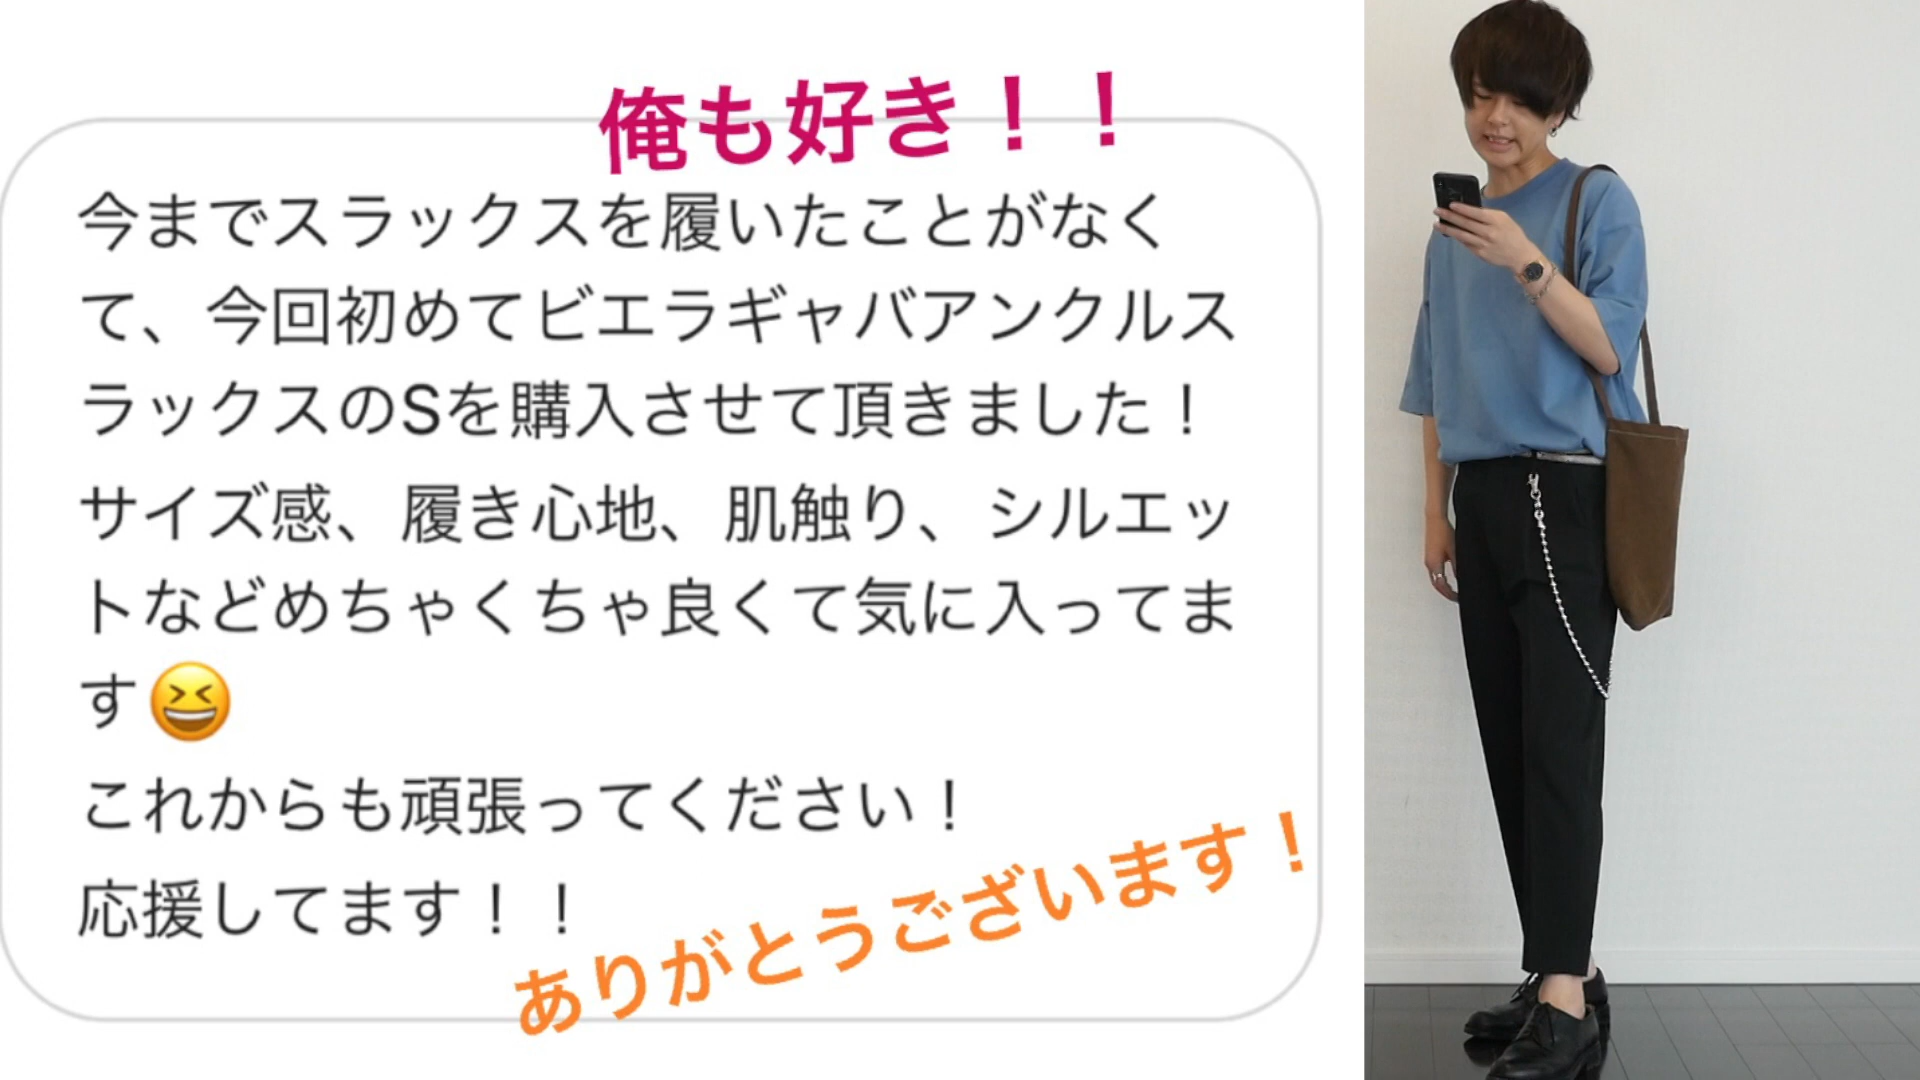 俺も好き！！
今までスラックスを履いたことがなく
て、今回初めてビエラギャバアンクルス
ラックスのSを購入させて頂きました！
サイズ感、履き心地、肌触り、シルエッ
トなどめちゃくちゃ良くて気に入ってま
す😆
これからも頑張ってください！
応援してます！！
ありがとうございます！